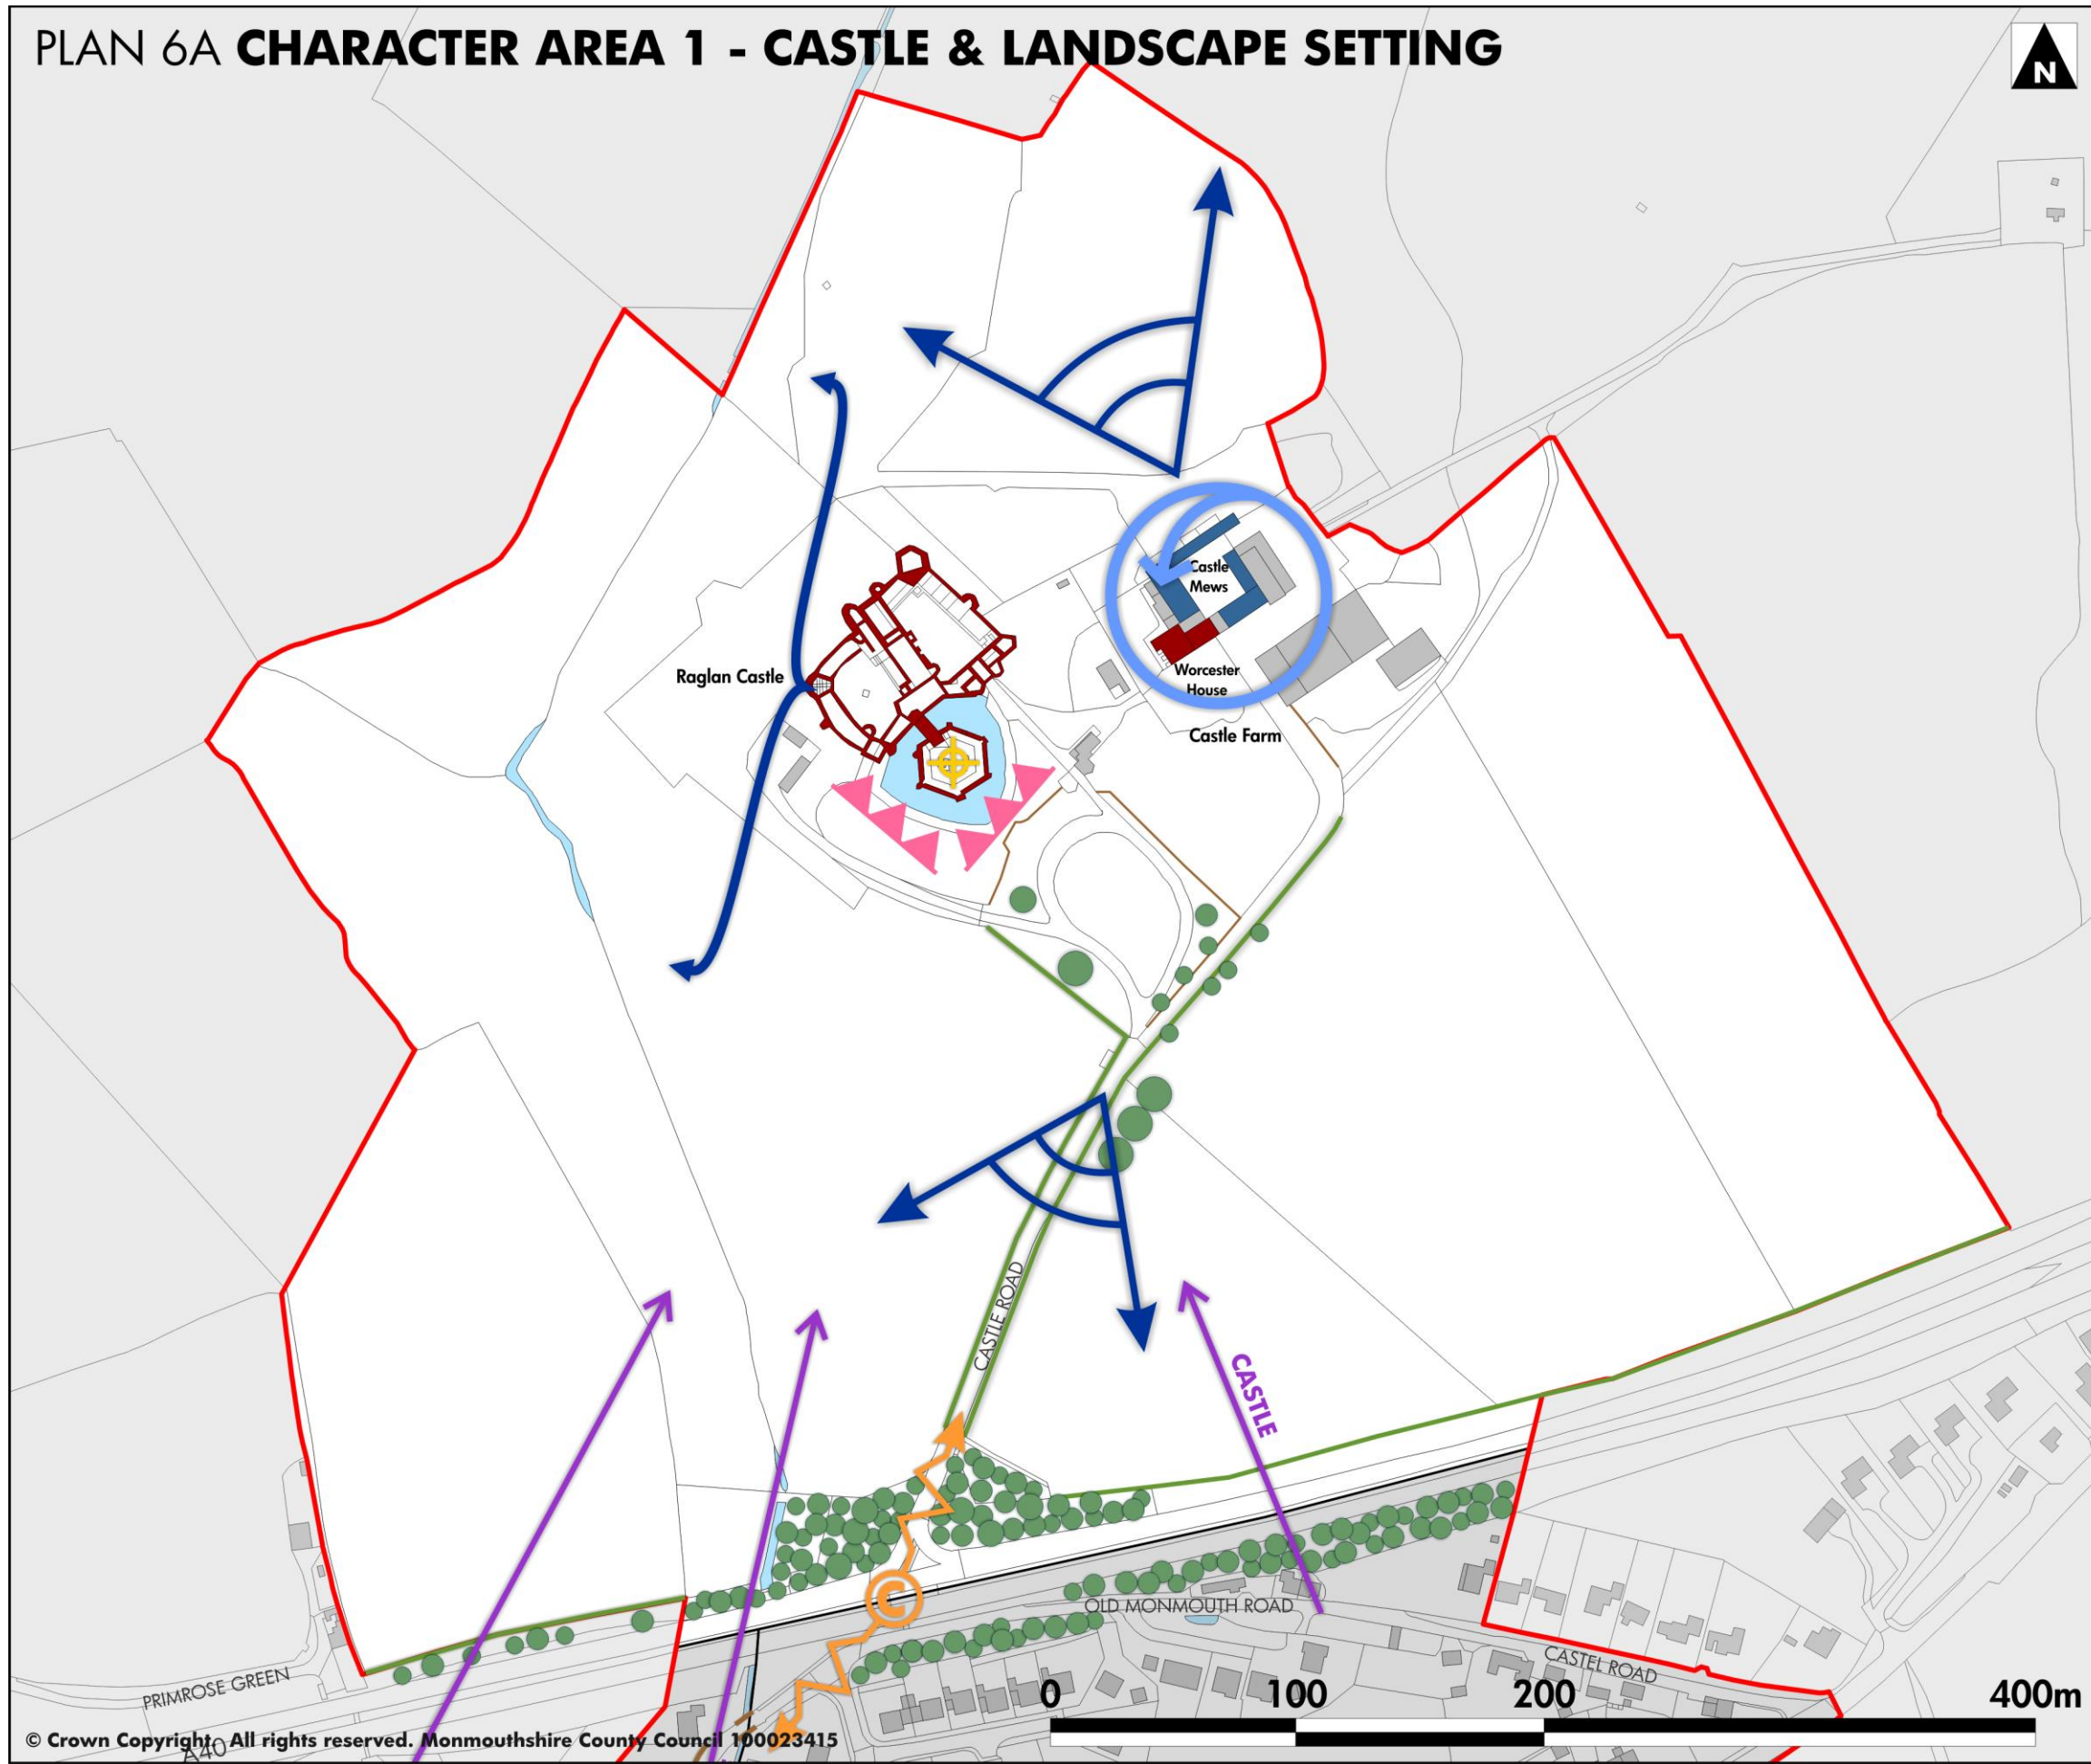 PLAN 6A CHARACTER AREA 1 - CASTLE & LANDSCAPE SETTING
N
Castle
Mews
Raglan Castle
Worcester
House
Castle Farm
CASTLE ROAD
CASTLE
C
OLD MONMOUTH ROAD
CASTEL ROAD
PRIMROSE GREEN
0 100 200 400m
© Crown Copyright. All rights reserved. Monmouthshire County Council 100023415
A40